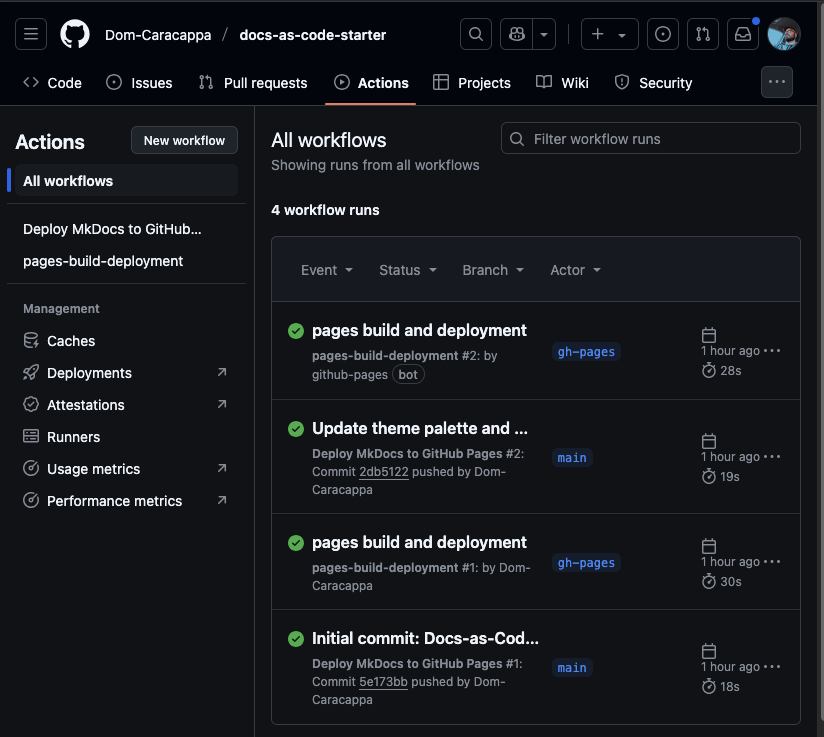 Dom-Caracappa / docs-as-code-starter
Code Issues Pull requests Actions Projects Wiki Security
Actions
New workflow
All workflows
Deploy MkDocs to GitHub...
pages-build-deployment
Management
Caches
Deployments
Attestations
Runners
Usage metrics
Performance metrics
All workflows
Showing runs from all workflows
Filter workflow runs
4 workflow runs
Event Status Branch Actor
pages build and deployment
pages-build-deployment #2: by
github-pages bot
gh-pages
1 hour ago
28s
Update theme palette and ...
Deploy MkDocs to GitHub Pages #2:
Commit 2db5122 pushed by Dom-
Caracappa
main
1 hour ago
19s
pages build and deployment
pages-build-deployment #1: by Dom-
Caracappa
gh-pages
1 hour ago
30s
Initial commit: Docs-as-Cod...
Deploy MkDocs to GitHub Pages #1:
Commit 5e173bb pushed by Dom-
Caracappa
main
1 hour ago
18s